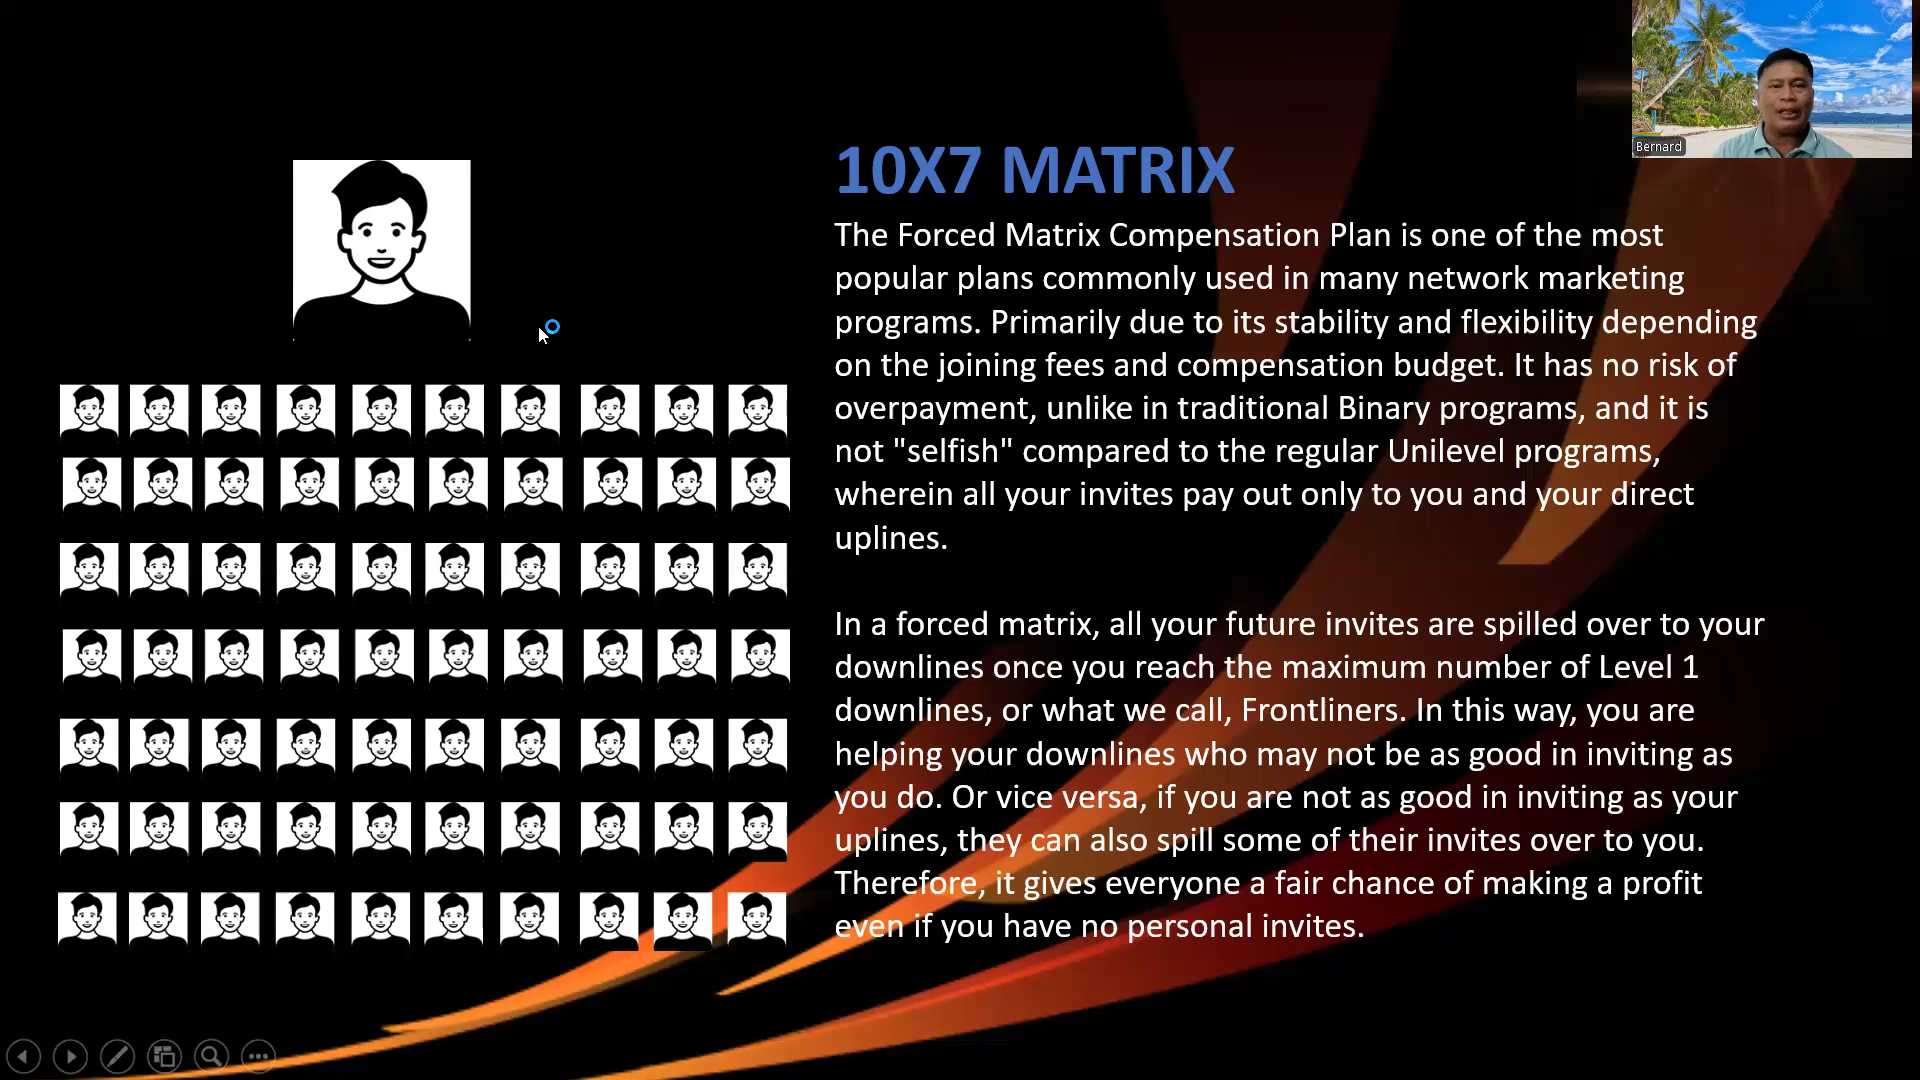 10X7 MATRIX
The Forced Matrix Compensation Plan is one of the most
popular plans commonly used in many network marketing
programs. Primarily due to its stability and flexibility depending
on the joining fees and compensation budget. It has no risk of
overpayment, unlike in traditional Binary programs, and it is
not "selfish" compared to the regular Unilevel programs,
wherein all your invites pay out only to you and your direct
uplines.
In a forced matrix, all your future invites are spilled over to your
downlines once you reach the maximum number of Level 1
downlines, or what we call, Frontliners. In this way, you are
helping your downlines who may not be as good in inviting as
you do. Or vice versa, if you are not as good in inviting as your
uplines, they can also spill some of their invites over to you.
Therefore, it gives everyone a fair chance of making a profit
even if you have no personal invites.
Bernard